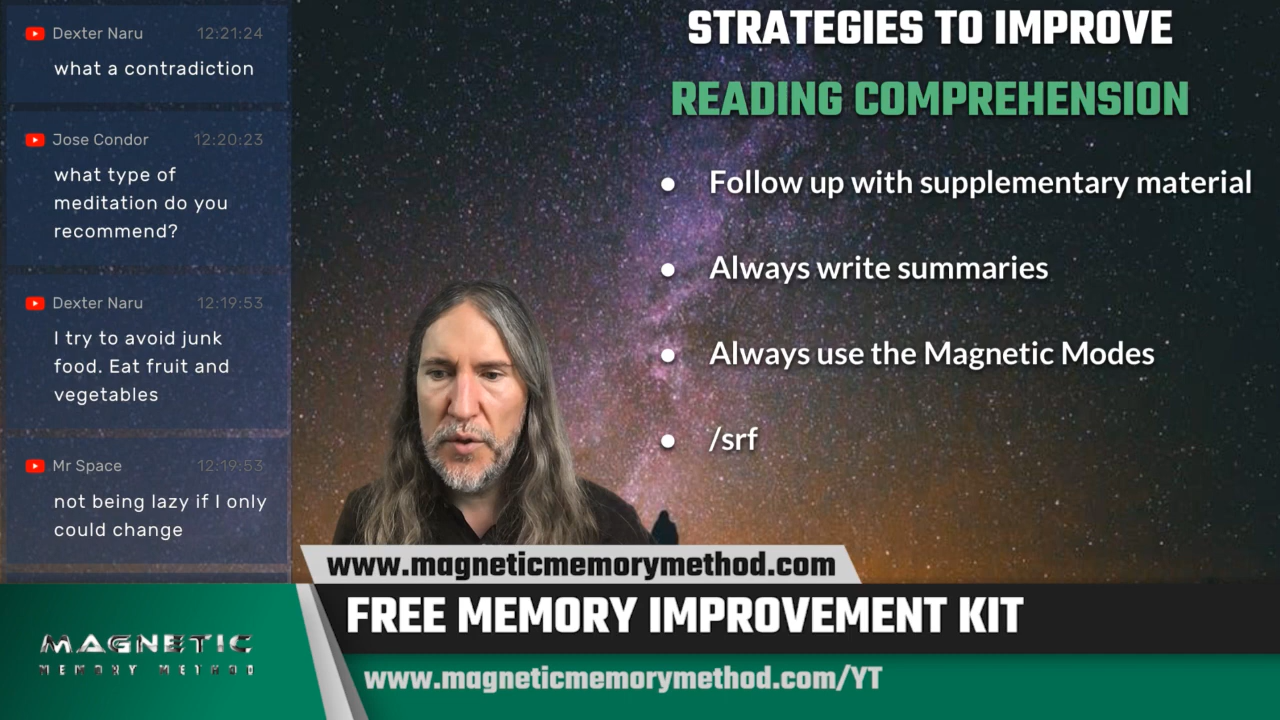 Dexter Naru 12:21:24
what a contradiction
Jose Condor 12:20:23
what type of
meditation do you
recommend?
Dexter Naru 12:19:53
I try to avoid junk
food. Eat fruit and
vegetables
Mr Space 12:19:53
not being lazy if I only
could change
STRATEGIES TO IMPROVE
READING COMPREHENSION
• Follow up with supplementary material
• Always write summaries
• Always use the Magnetic Modes
• /srf
www.magneticmemorymethod.com
FREE MEMORY IMPROVEMENT KIT
www.magneticmemorymethod.com/YT
MAGNETIC
MEMORY METHOD